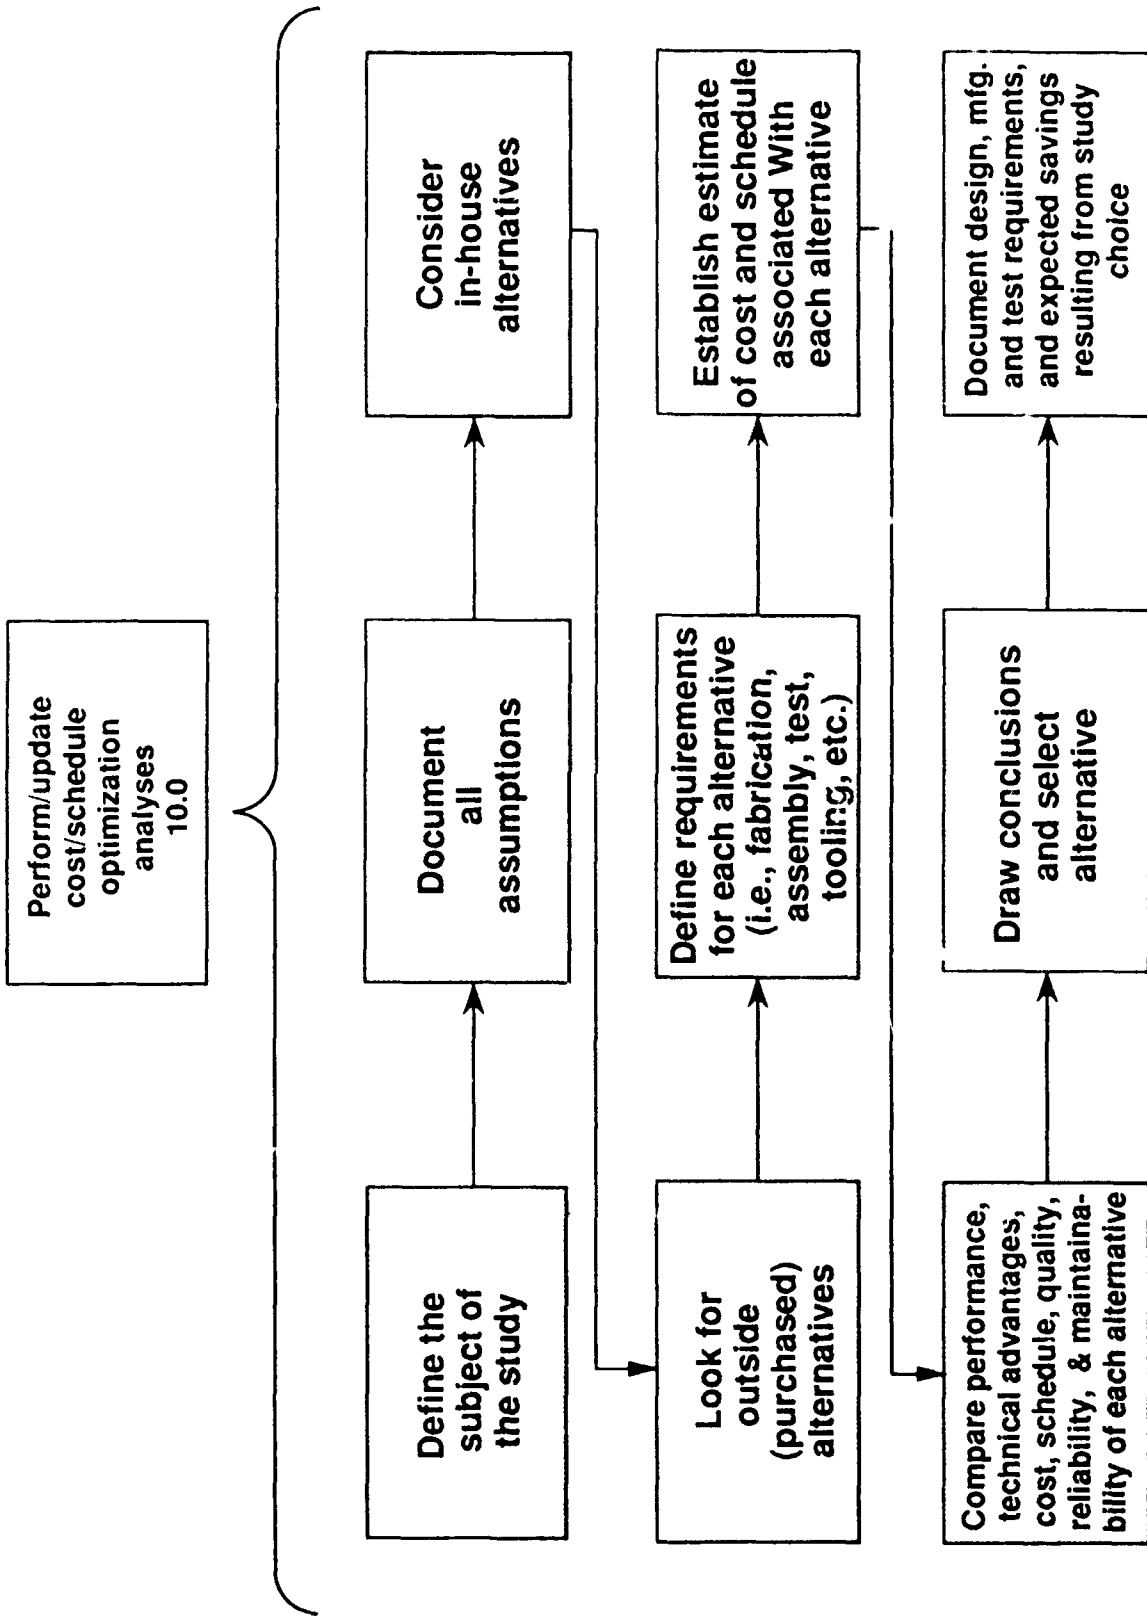 Perform/update
cost/schedule
optimization
analyses
10.0
Define the
subject of
the study
Document
all
assumptions
Consider
in-house
alternatives
Look for
outside
(purchased)
alternatives
Define requirements
for each alternative
(i.e., fabrication,
assembly, test,
tooling, etc.)
Establish estimate
of cost and schedule
associated With
each alternative
Compare performance,
technical advantages,
cost, schedule, quality,
reliability, & maintaina-
bility of each alternative
Draw conclusions
and select
alternative
Document design, mfg.
and test requirements,
and expected savings
resulting from study
choice